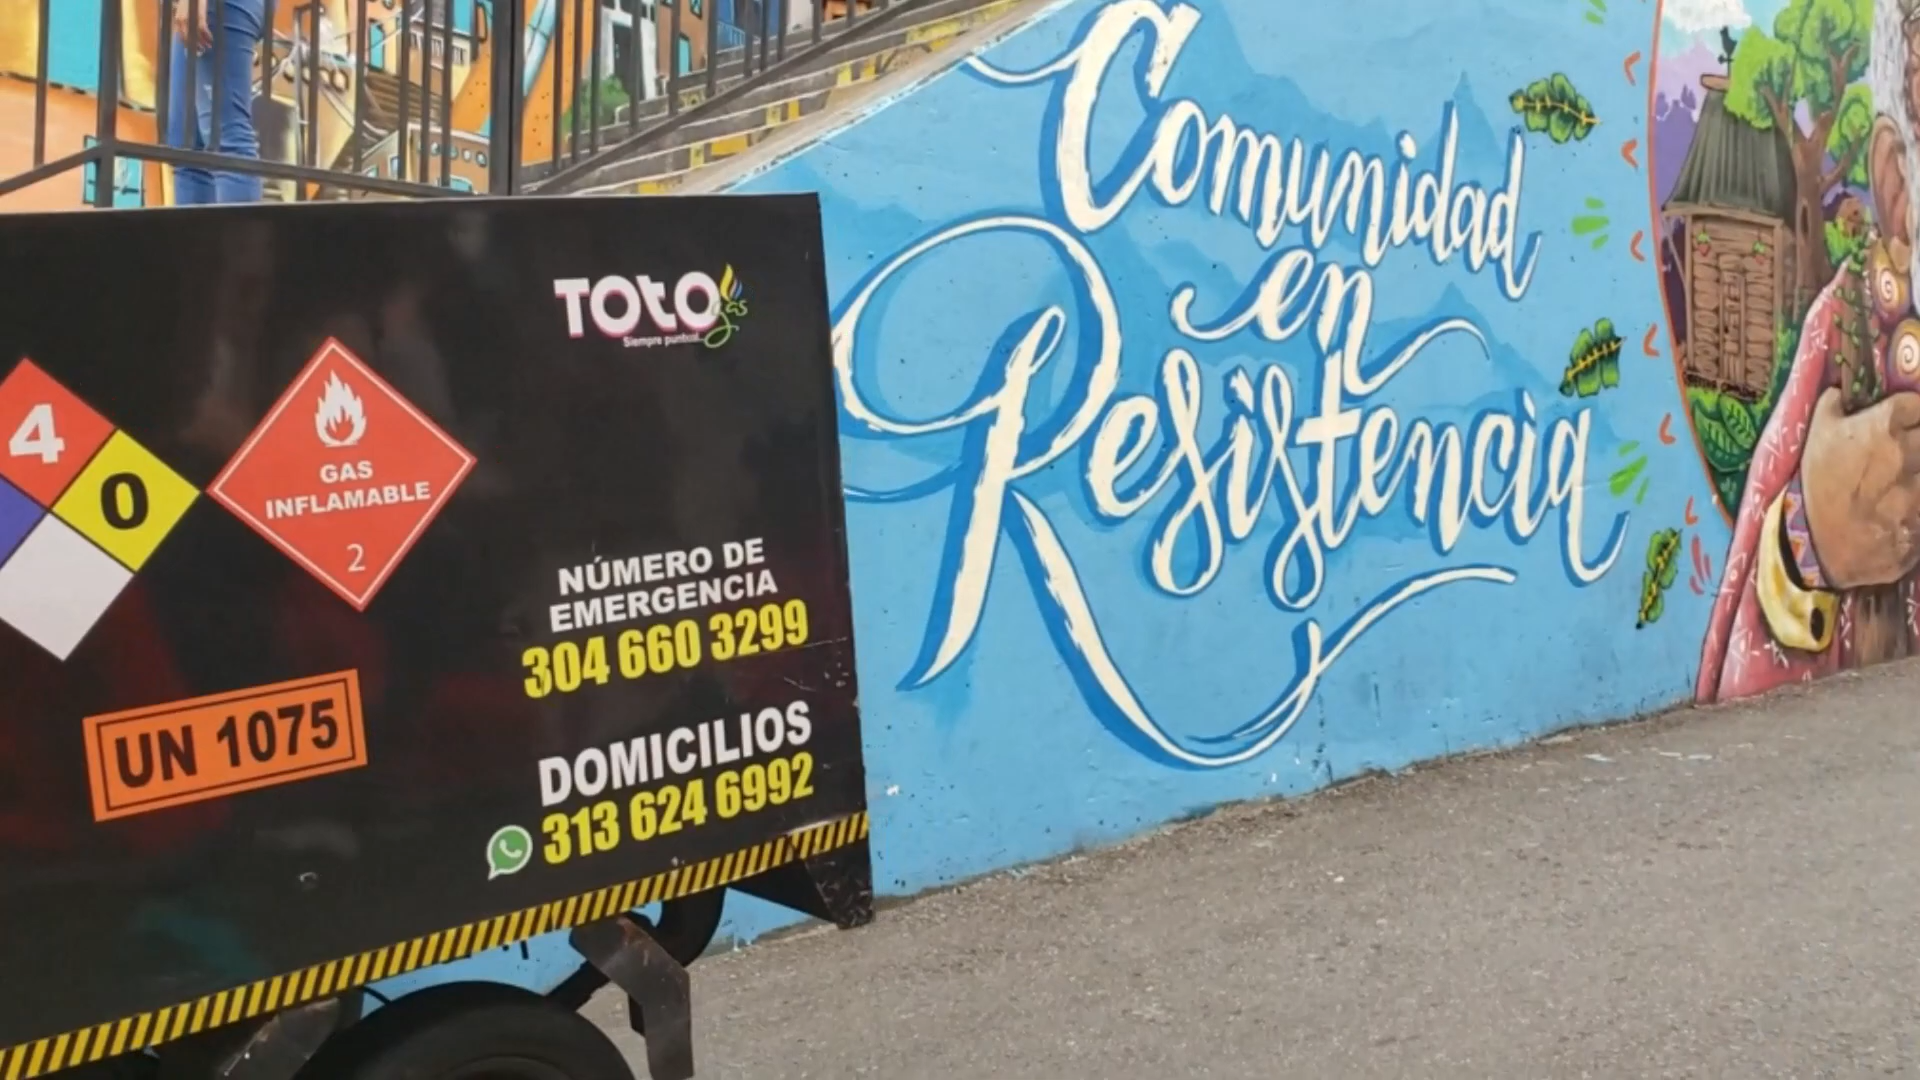 TOTO gas
Siempre puntual...
4
0
GAS
INFLAMABLE
2
UN 1075
NÚMERO DE
EMERGENCIA
304 660 3299
DOMICILIOS
313 624 6992
Comunidad
en
Resistencia